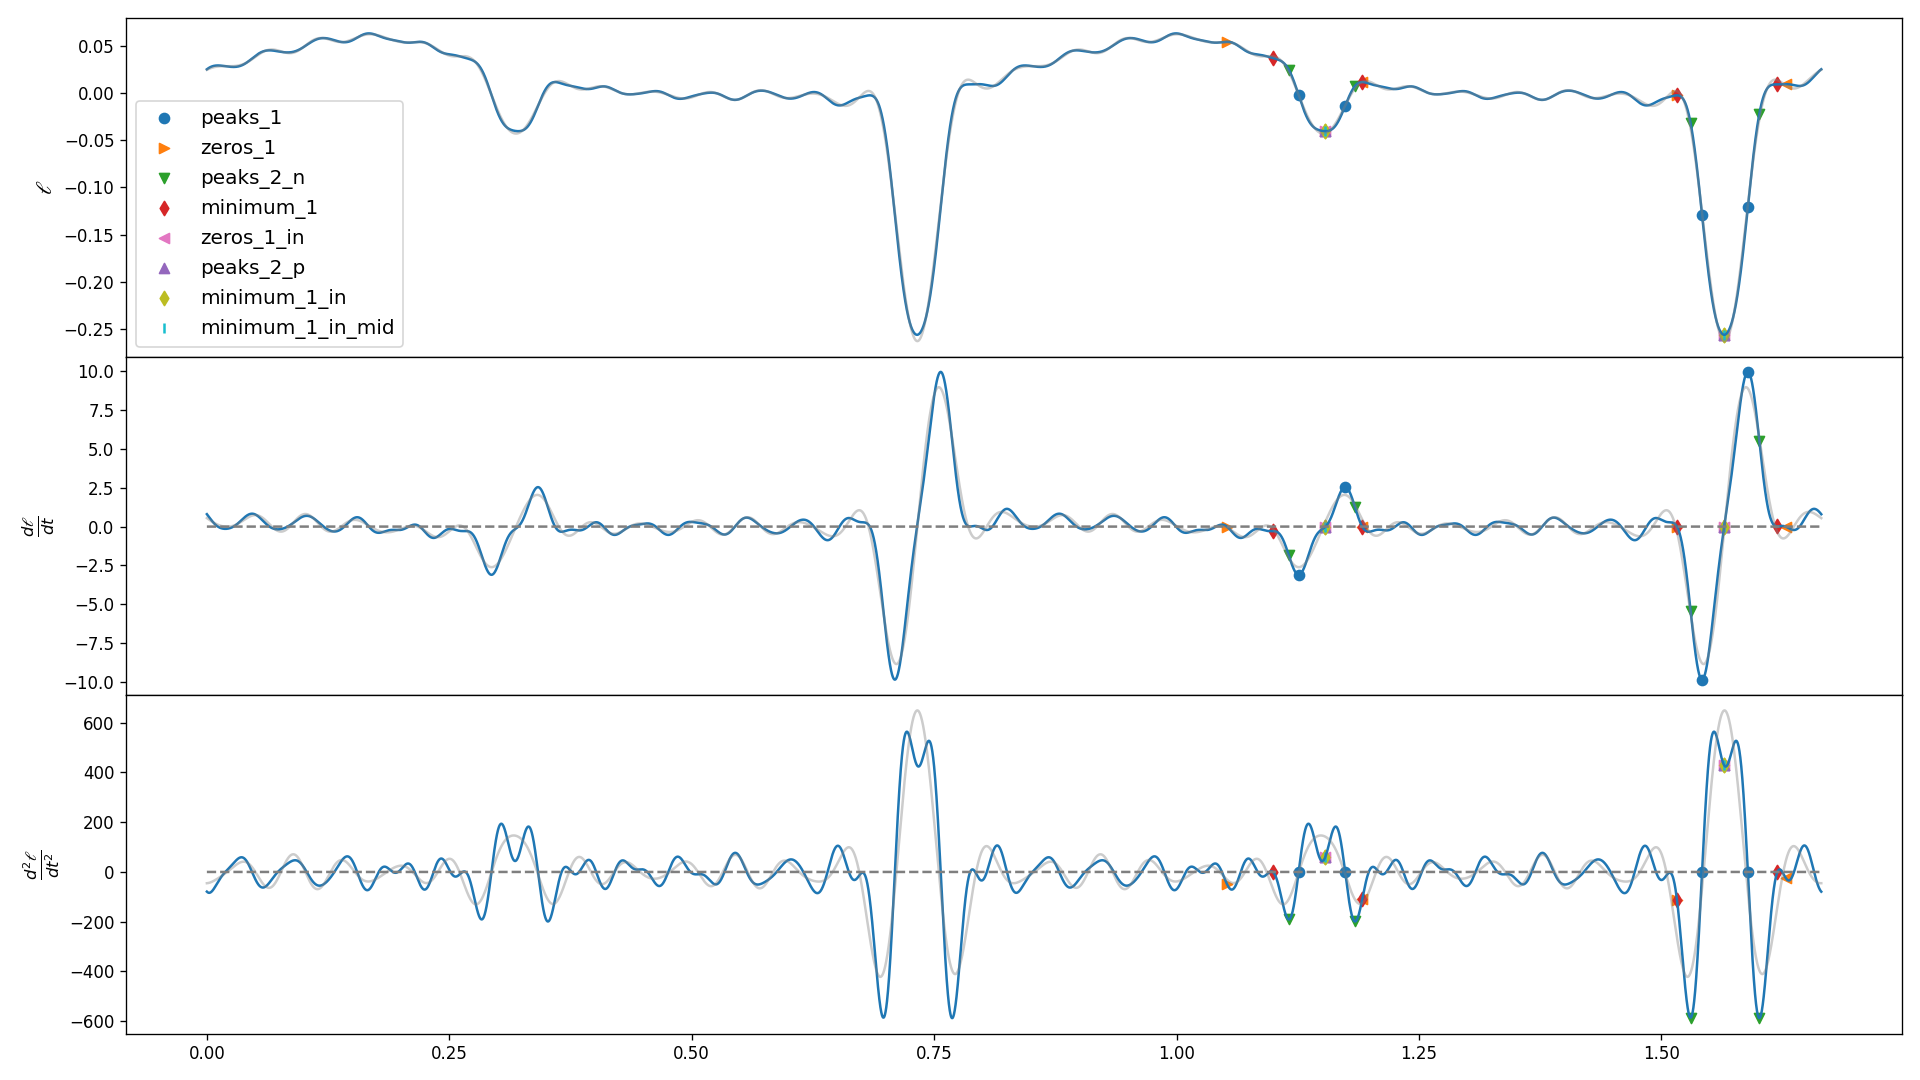 0.05
0.00
−0.05
−0.10
−0.15
−0.20
−0.25
ℓ
peaks_1
zeros_1
peaks_2_n
minimum_1
zeros_1_in
peaks_2_p
minimum_1_in
minimum_1_in_mid
10.0
7.5
5.0
2.5
0.0
−2.5
−5.0
−7.5
−10.0
dℓ
dt
600
400
200
0
−200
−400
−600
d²ℓ
dt²
0.00 0.25 0.50 0.75 1.00 1.25 1.50